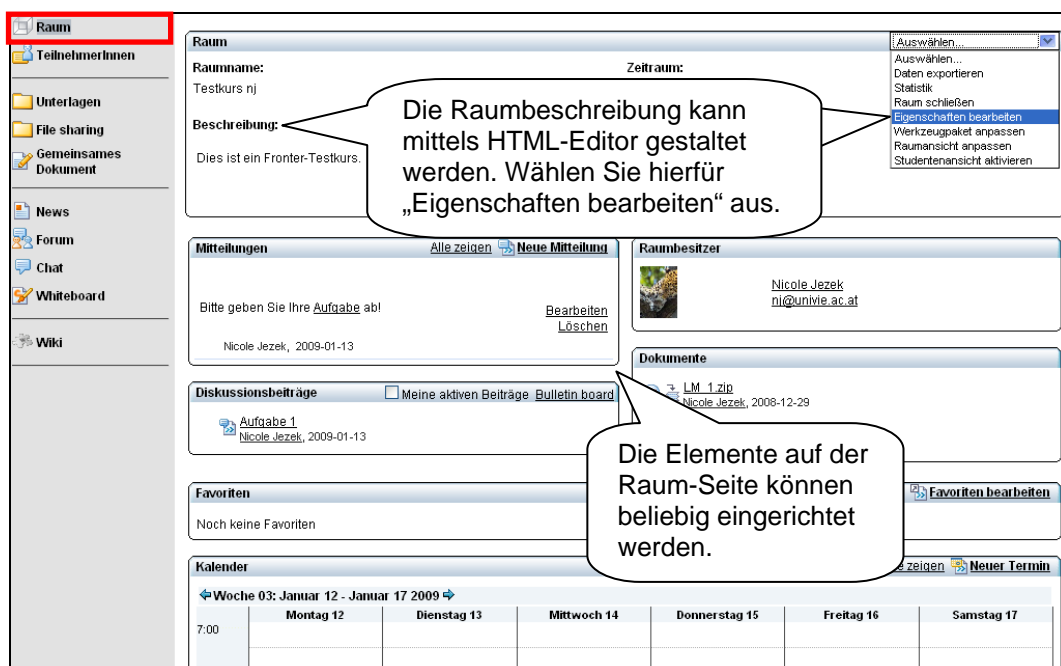 Raum
TeilnehmerInnen
Unterlagen
File sharing
Gemeinsames
Dokument
News
Forum
Chat
Whiteboard
Wiki
Raum
Auswählen...
Auswählen...
Daten exportieren
Statistik
Raum schließen
Eigenschaften bearbeiten
Werkzeugpaket anpassen
Raumansicht anpassen
Studentenansicht aktivieren
Raumname:
Zeitraum:
Testkurs nj
Beschreibung:
Dies ist ein Fronter-Testkurs.
Die Raumbeschreibung kann
mittels HTML-Editor gestaltet
werden. Wählen Sie hierfür
„Eigenschaften bearbeiten“ aus.
Mitteilungen Alle zeigen Neue Mitteilung
Bitte geben Sie Ihre Aufgabe ab!
Bearbeiten
Löschen
Nicole Jezek, 2009-01-13
Raumbesitzer
Nicole Jezek
nj@univie.ac.at
Dokumente
LM_1.zip
Nicole Jezek, 2008-12-29
Diskussionsbeiträge Meine aktiven Beiträge Bulletin board
Aufgabe 1
Nicole Jezek, 2009-01-13
Die Elemente auf der
Raum-Seite können
beliebig eingerichtet
werden.
Favoriten Favoriten bearbeiten
Noch keine Favoriten
Kalender zeigen Neuer Termin
Woche 03: Januar 12 - Januar 17 2009
Montag 12 Dienstag 13 Mittwoch 14 Donnerstag 15 Freitag 16 Samstag 17
7:00